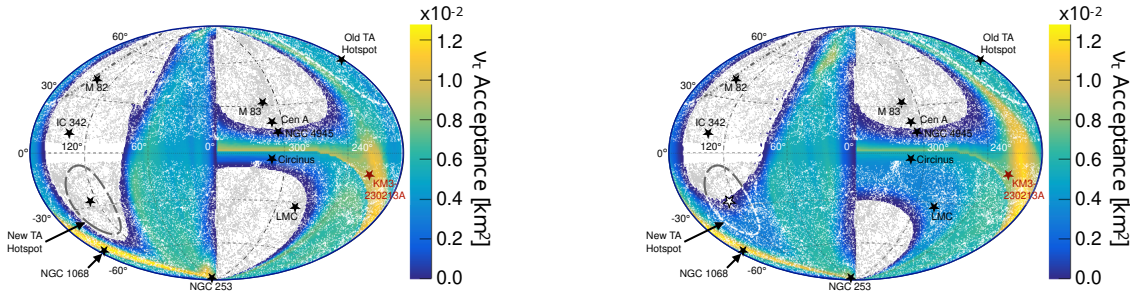 x10⁻²
Old TA
Hotspot
60°
1.2
M 82
30°
1.0
M 83
IC 342
Cen A
NGC 4945
0.8
0°
120°
60°
0°
300°
240°
Circinus
0.6
KM3-
230213A
LMC
0.4
-30°
New TA
Hotspot
0.2
NGC 1068
-60°
0.0
NGC 253
ντ Acceptance [km²]
x10⁻²
Old TA
Hotspot
60°
1.2
M 82
30°
1.0
M 83
IC 342
Cen A
NGC 4945
0.8
0°
120°
60°
0°
300°
240°
Circinus
0.6
KM3-
230213A
LMC
0.4
-30°
New TA
Hotspot
0.2
NGC 1068
-60°
0.0
NGC 253
ντ Acceptance [km²]